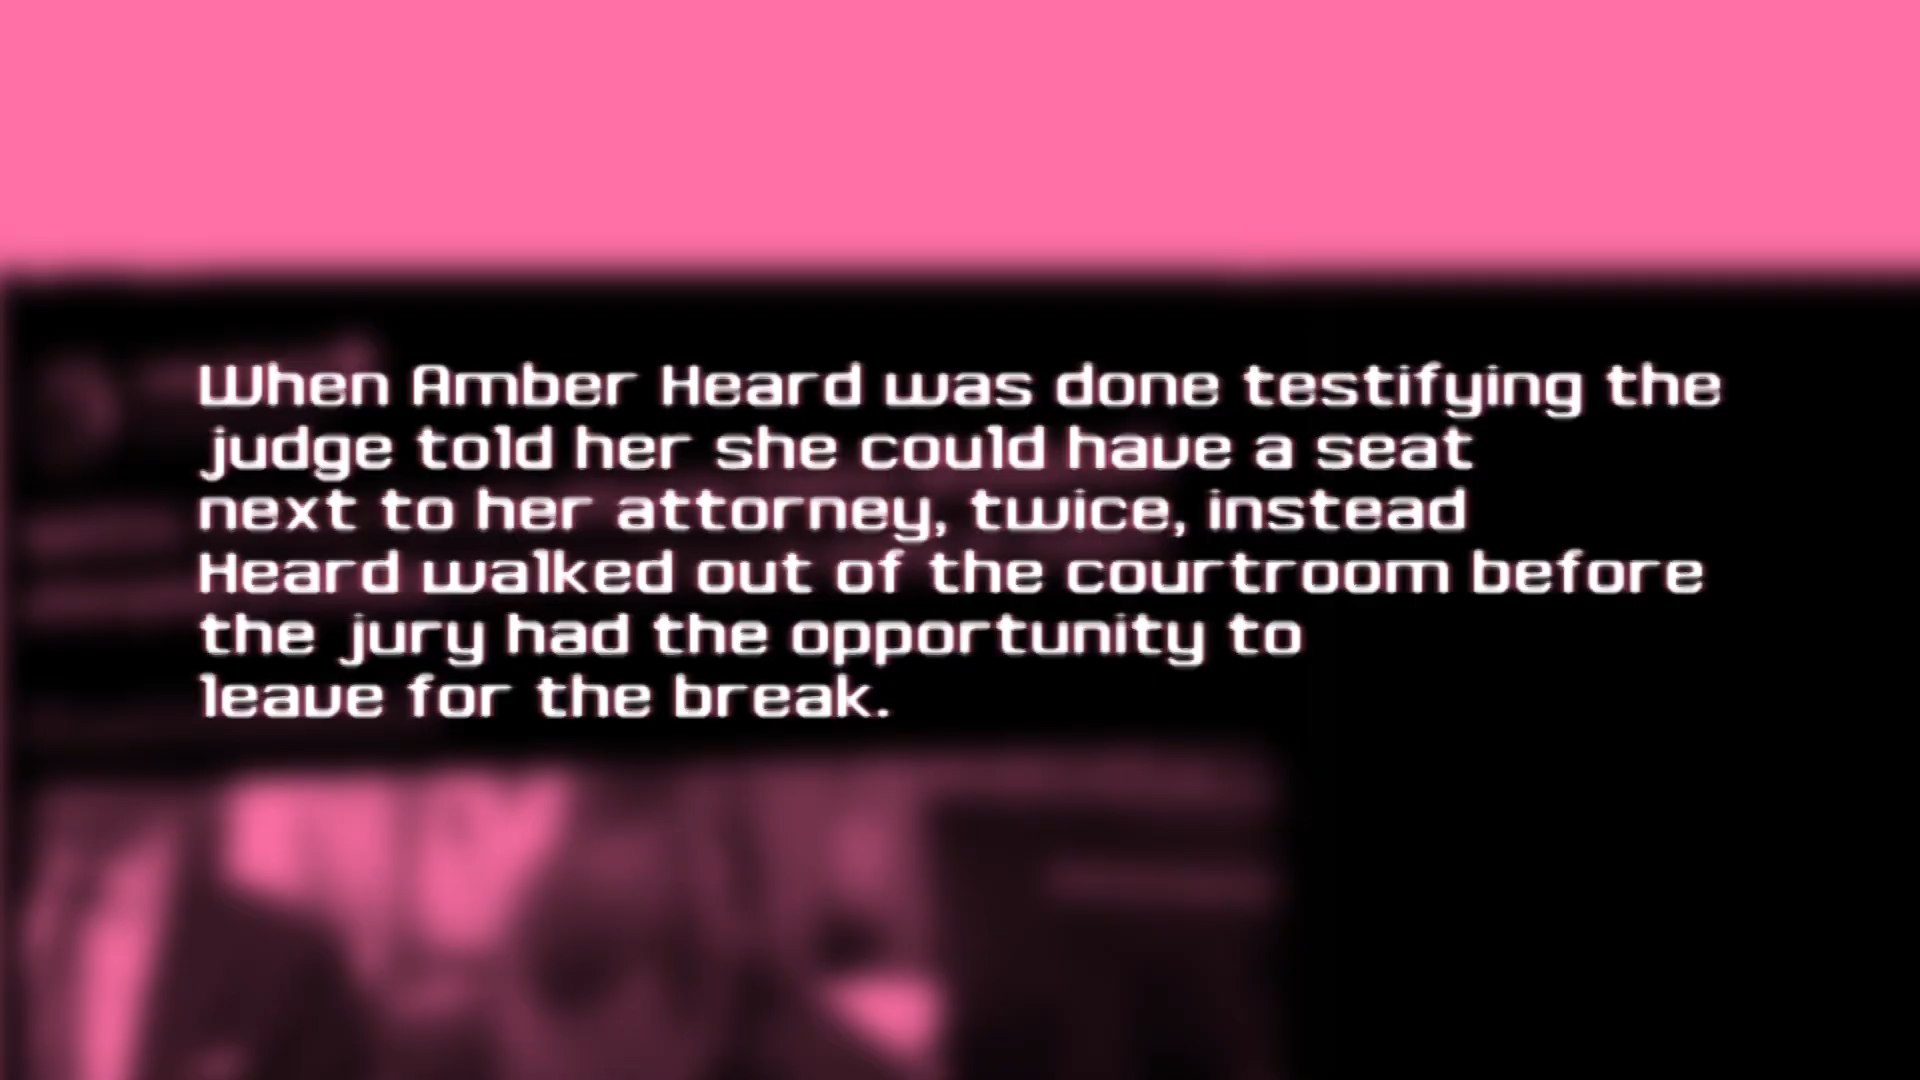 When Amber Heard was done testifying the
judge told her she could have a seat
next to her attorney, twice, instead
Heard walked out of the courtroom before
the jury had the opportunity to
leave for the break.